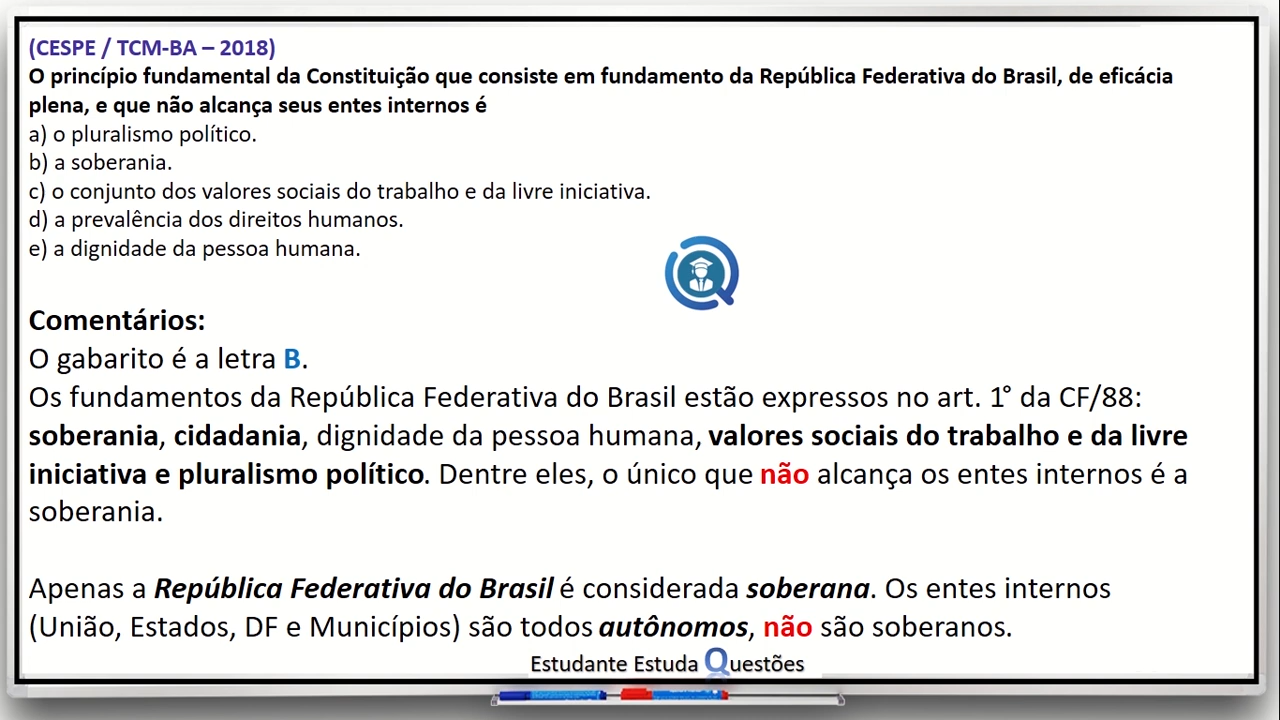 (CESPE / TCM-BA – 2018)
O princípio fundamental da Constituição que consiste em fundamento da República Federativa do Brasil, de eficácia
plena, e que não alcança seus entes internos é
a) o pluralismo político.
b) a soberania.
c) o conjunto dos valores sociais do trabalho e da livre iniciativa.
d) a prevalência dos direitos humanos.
e) a dignidade da pessoa humana.
Comentários:
O gabarito é a letra B.
Os fundamentos da República Federativa do Brasil estão expressos no art. 1° da CF/88:
soberania, cidadania, dignidade da pessoa humana, valores sociais do trabalho e da livre
iniciativa e pluralismo político. Dentre eles, o único que não alcança os entes internos é a
soberania.
Apenas a República Federativa do Brasil é considerada soberana. Os entes internos
(União, Estados, DF e Municípios) são todos autônomos, não são soberanos.
Estudante Estuda Questões